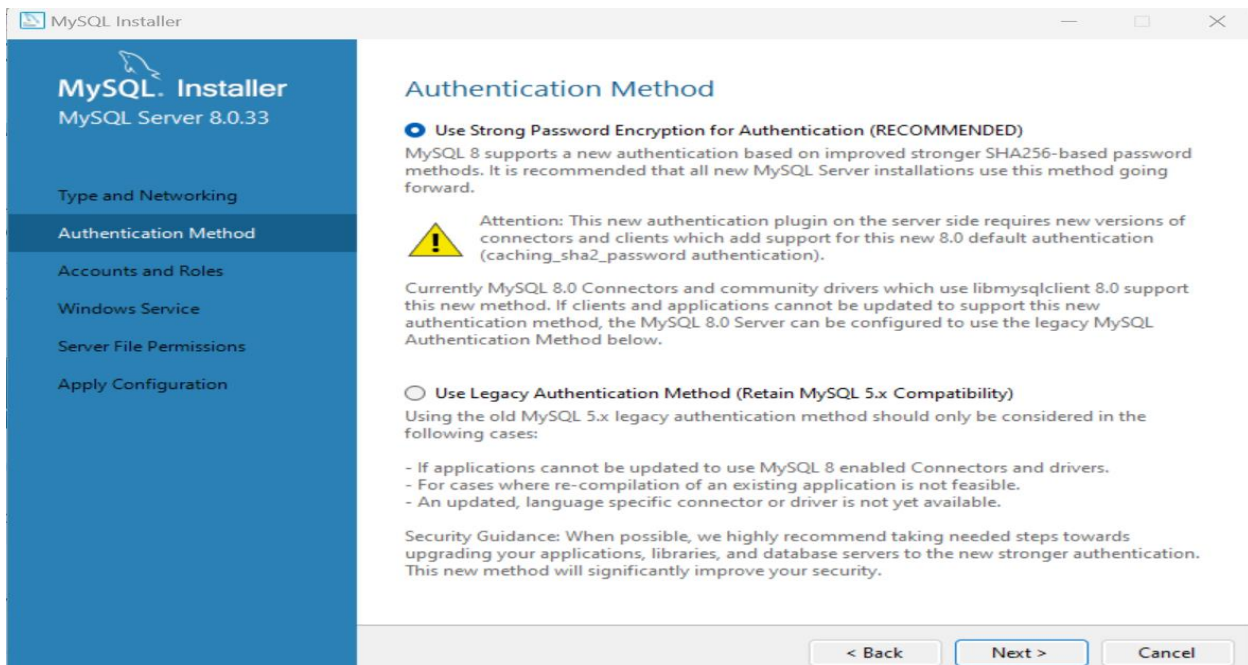 MySQL Installer
MySQL. Installer
MySQL Server 8.0.33
Type and Networking
Authentication Method
Accounts and Roles
Windows Service
Server File Permissions
Apply Configuration
Authentication Method
Use Strong Password Encryption for Authentication (RECOMMENDED)
MySQL 8 supports a new authentication based on improved stronger SHA256-based password
methods. It is recommended that all new MySQL Server installations use this method going
forward.
Attention: This new authentication plugin on the server side requires new versions of
connectors and clients which add support for this new 8.0 default authentication
(caching_sha2_password authentication).
Currently MySQL 8.0 Connectors and community drivers which use libmysqlclient 8.0 support
this new method. If clients and applications cannot be updated to support this new
authentication method, the MySQL 8.0 Server can be configured to use the legacy MySQL
Authentication Method below.
Use Legacy Authentication Method (Retain MySQL 5.x Compatibility)
Using the old MySQL 5.x legacy authentication method should only be considered in the
following cases:
- If applications cannot be updated to use MySQL 8 enabled Connectors and drivers.
- For cases where re-compilation of an existing application is not feasible.
- An updated, language specific connector or driver is not yet available.
Security Guidance: When possible, we highly recommend taking needed steps towards
upgrading your applications, libraries, and database servers to the new stronger authentication.
This new method will significantly improve your security.
< Back
Next >
Cancel